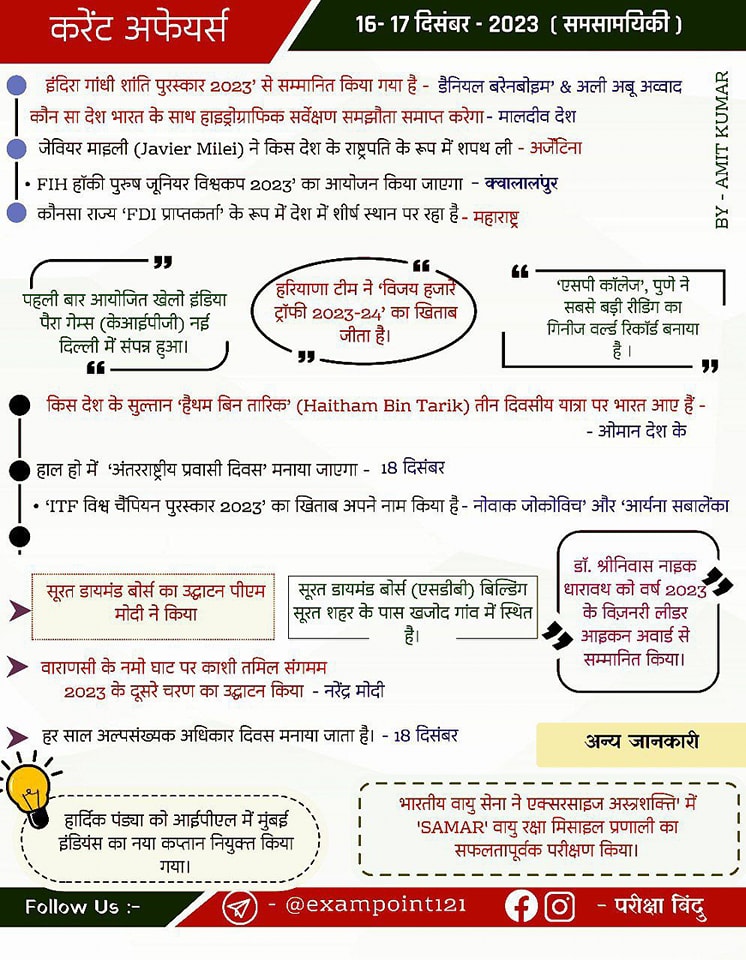 करेंट अफेयर्स
16- 17 दिसंबर - 2023 ( समसामयिकी )
BY - AMIT KUMAR
इंदिरा गांधी शांति पुरस्कार 2023' से सम्मानित किया गया है - डैनियल बरेनबोइम' & अली अबू अव्वाद
कौन सा देश भारत के साथ हाइड्रोग्राफिक सर्वेक्षण समझौता समाप्त करेगा - मालदीव देश
जेवियर माइली (Javier Milei) ने किस देश के राष्ट्रपति के रूप में शपथ ली - अर्जेंटिना
• FIH हॉकी पुरुष जूनियर विश्वकप 2023' का आयोजन किया जाएगा - क्वालालंपुर
कौनसा राज्य 'FDI प्राप्तकर्ता' के रूप में देश में शीर्ष स्थान पर रहा है - महाराष्ट्र
पहली बार आयोजित खेलो इंडिया
पैरा गेम्स (केआईपीजी) नई
दिल्ली में संपन्न हुआ।
हरियाणा टीम ने 'विजय हजारे
ट्रॉफी 2023-24' का खिताब
जीता है।
'एसपी कॉलेज', पुणे ने
सबसे बड़ी रीडिंग का
गिनीज वर्ल्ड रिकॉर्ड बनाया
है ।
किस देश के सुल्तान 'हैथम बिन तारिक' (Haitham Bin Tarik) तीन दिवसीय यात्रा पर भारत आए हैं -
- ओमान देश के
हाल ही में 'अंतरराष्ट्रीय प्रवासी दिवस' मनाया जाएगा - 18 दिसंबर
• 'ITF विश्व चैंपियन पुरस्कार 2023' का खिताब अपने नाम किया है - नोवाक जोकोविच' और 'आर्यना सबालेंका
सूरत डायमंड बोर्स का उद्घाटन पीएम
मोदी ने किया
सूरत डायमंड बोर्स (एसडीबी) बिल्डिंग
सूरत शहर के पास खजोद गांव में स्थित
है।
डॉ. श्रीनिवास नाइक
धारावथ को वर्ष 2023
के विज़नरी लीडर
आइकन अवार्ड से
सम्मानित किया।
वाराणसी के नमो घाट पर काशी तमिल संगमम
2023 के दूसरे चरण का उद्घाटन किया - नरेंद्र मोदी
हर साल अल्पसंख्यक अधिकार दिवस मनाया जाता है। - 18 दिसंबर
अन्य जानकारी
हार्दिक पंड्या को आईपीएल में मुंबई
इंडियंस का नया कप्तान नियुक्त किया
गया।
भारतीय वायु सेना ने एक्सरसाइज अस्त्रशक्ति' में
'SAMAR' वायु रक्षा मिसाइल प्रणाली का
सफलतापूर्वक परीक्षण किया।
Follow Us :- - @exampoint121 - परीक्षा बिंदु